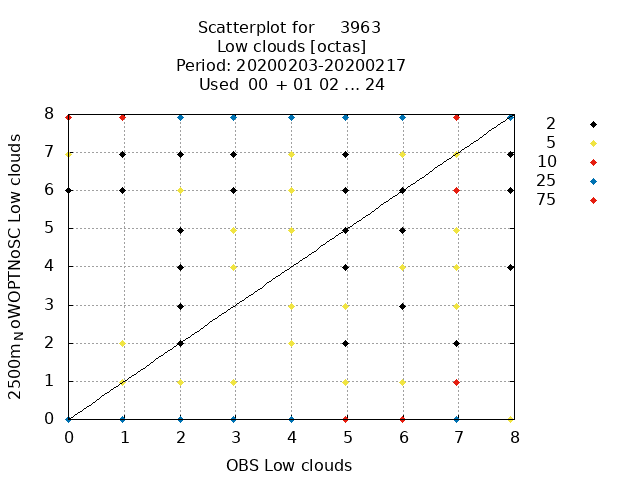 Scatterplot for 3963
Low clouds [octas]
Period: 20200203-20200217
Used 00 + 01 02 ... 24
8
7
6
5
4
3
2
1
0
2500m_NoWOPTNoSC Low clouds
0 1 2 3 4 5 6 7 8
OBS Low clouds
2
5
10
25
75